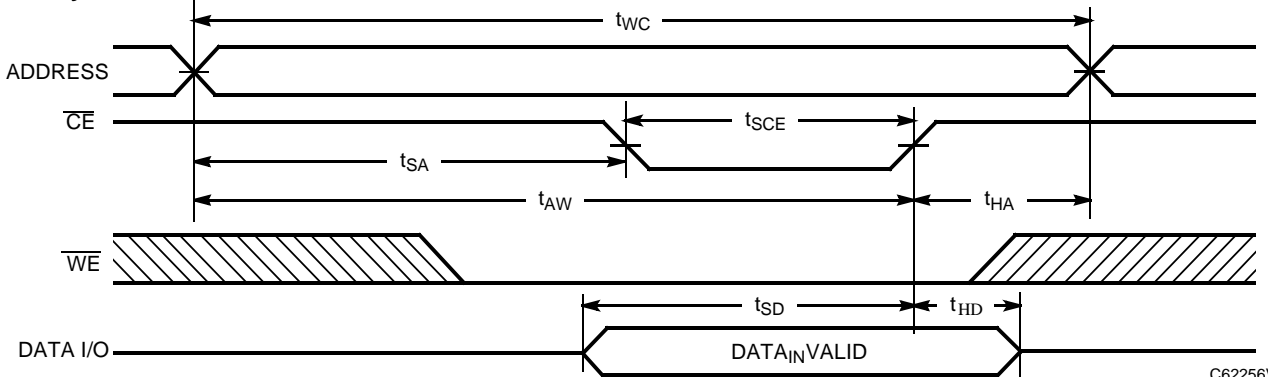 tWC
ADDRESS
CE
tSCE
tSA
tAW
tHA
WE
tSD
tHD
DATA I/O
DATAINVALID